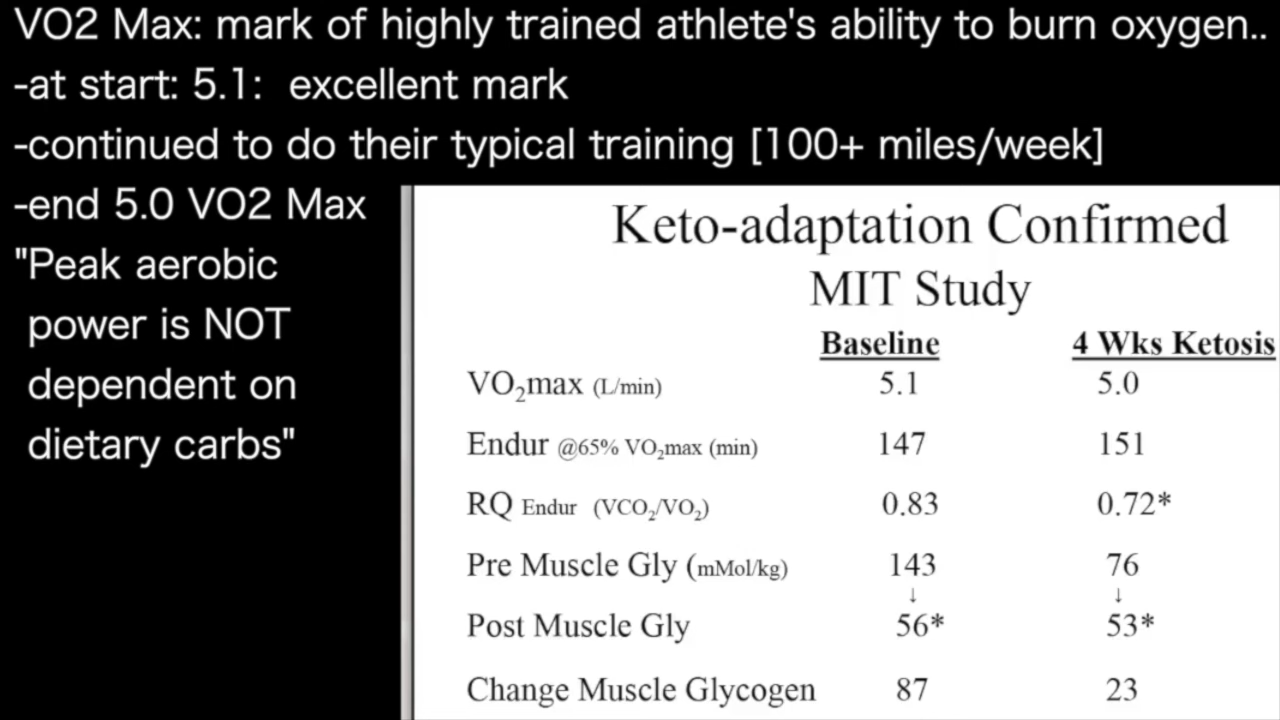 VO2 Max: mark of highly trained athlete's ability to burn oxygen..
-at start: 5.1:  excellent mark
-continued to do their typical training [100+ miles/week]
-end 5.0 VO2 Max
"Peak aerobic
power is NOT
dependent on
dietary carbs"
Keto-adaptation Confirmed
MIT Study
Baseline 4 Wks Ketosis
VO₂max (L/min) 5.1 5.0
Endur @65% VO₂max (min) 147 151
RQ Endur (VCO₂/VO₂) 0.83 0.72*
Pre Muscle Gly (mMol/kg) 143 76
↓ ↓
Post Muscle Gly 56* 53*
Change Muscle Glycogen 87 23